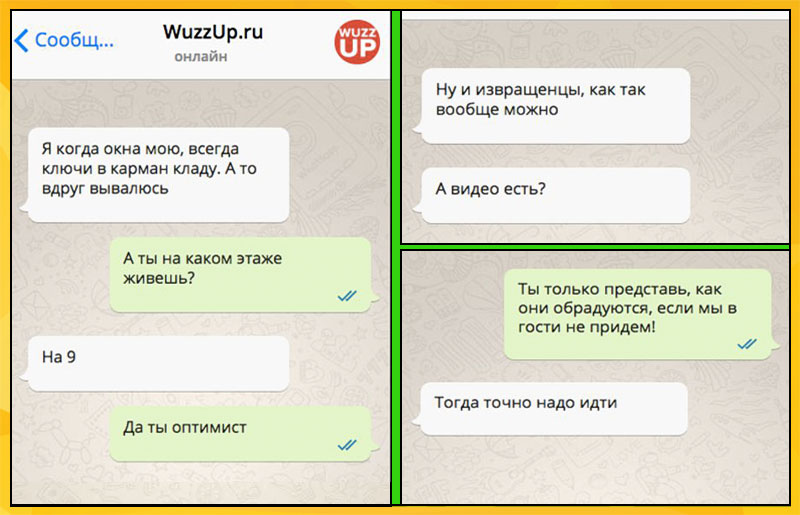 Сообщ...
WuzzUp.ru
онлайн
WUZZ
UP
Я когда окна мою, всегда
ключи в карман кладу. А то
вдруг вывалюсь
А ты на каком этаже
живешь?
На 9
Да ты оптимист
Ну и извращенцы, как так
вообще можно
А видео есть?
Ты только представь, как
они обрадуются, если мы в
гости не придем!
Тогда точно надо идти